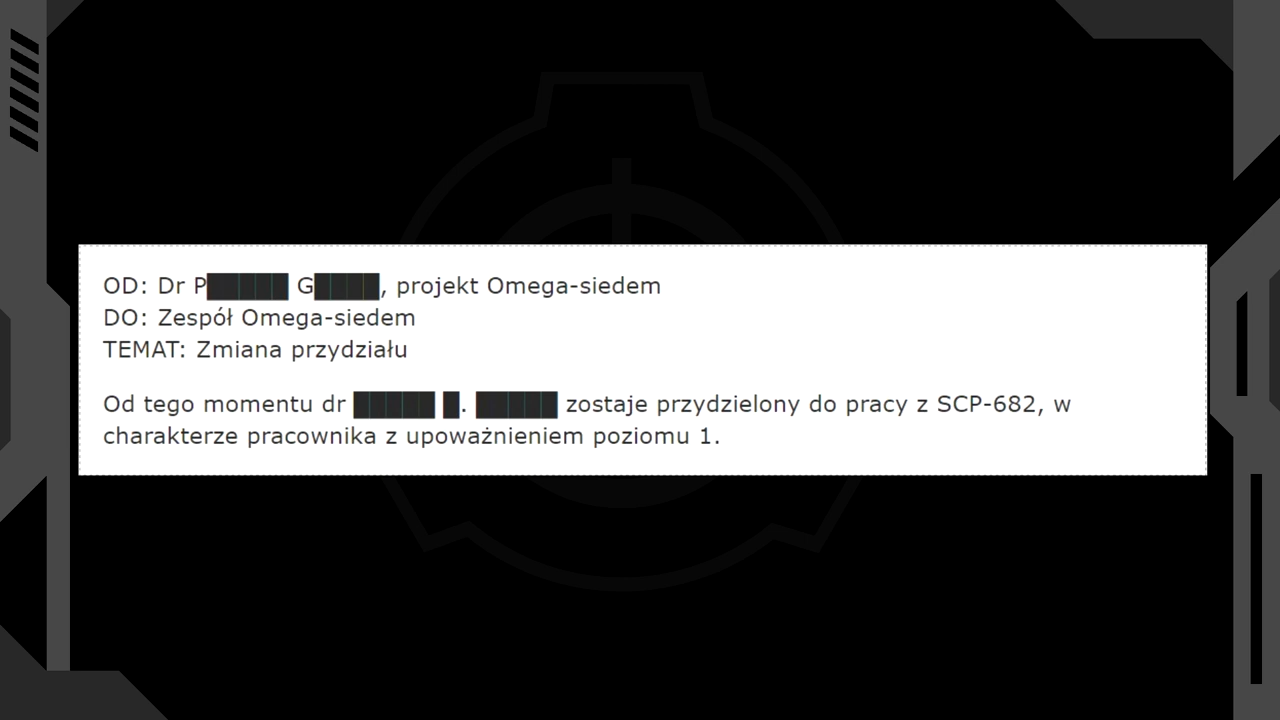 OD: Dr P█████ G████, projekt Omega-siedem
DO: Zespół Omega-siedem
TEMAT: Zmiana przydziału
Od tego momentu dr █████ █. █████ zostaje przydzielony do pracy z SCP-682, w
charakterze pracownika z upoważnieniem poziomu 1.